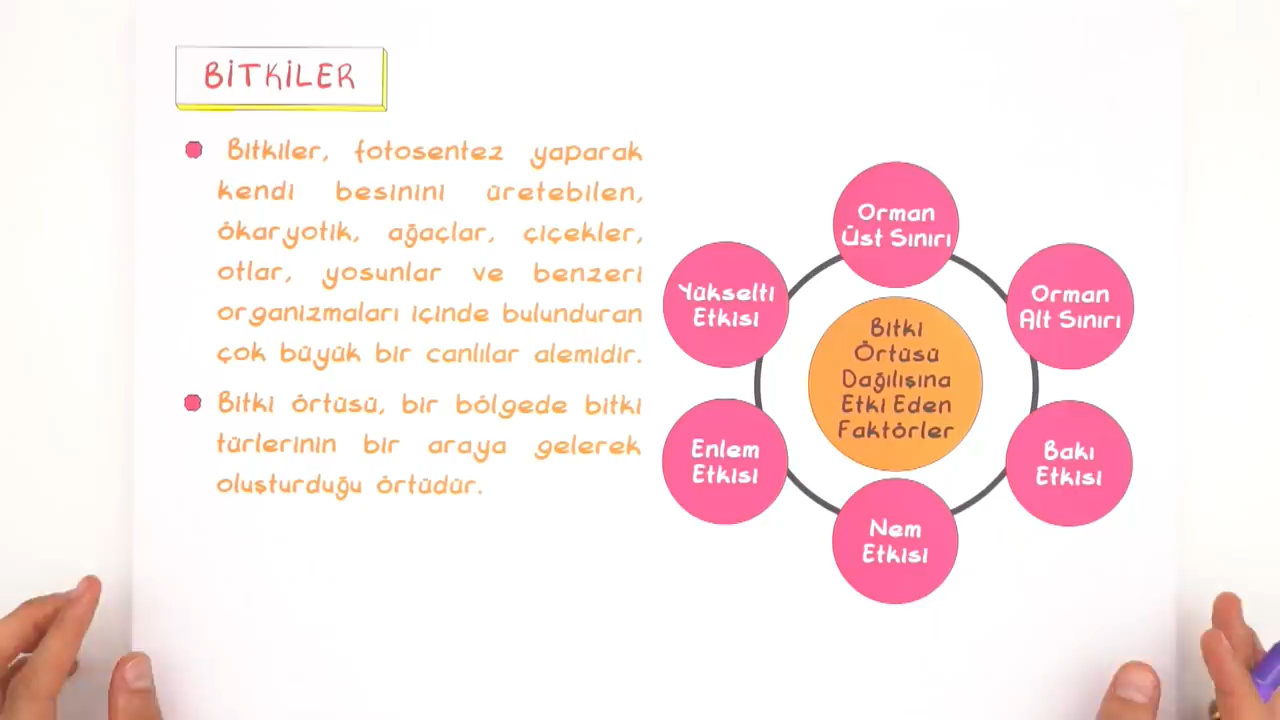 BİTKİLER
Bitkiler, fotosentez yaparak
kendi besinini üretebilen,
ökaryotik, ağaçlar, çiçekler,
otlar, yosunlar ve benzeri
organizmaları içinde bulunduran
çok büyük bir canlılar alemidir.
Bitki örtüsü, bir bölgede bitki
türlerinin bir araya gelerek
oluşturduğu örtüdür.
Orman
Üst Sınırı
Yükselti
Etkisi
Orman
Alt Sınırı
Bitki
Örtüsü
Dağılışına
Etki Eden
Faktörler
Enlem
Etkisi
Bakı
Etkisi
Nem
Etkisi